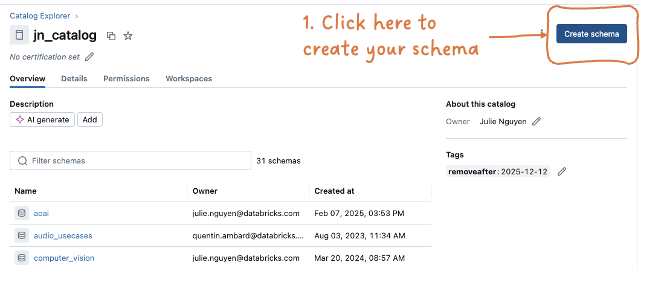 Catalog Explorer ›
jn_catalog
No certification set
1. Click here to
create your schema
Create schema
Overview Details Permissions Workspaces
Description
AI generate Add
Filter schemas 31 schemas
Name Owner Created at
aoai julie.nguyen@databricks.com Feb 07, 2025, 03:53 PM
audio_usecases quentin.ambard@databricks.... Aug 03, 2023, 11:34 AM
computer_vision julie.nguyen@databricks.com Mar 20, 2024, 08:57 AM
About this catalog
Owner Julie Nguyen
Tags
removeafter:2025-12-12